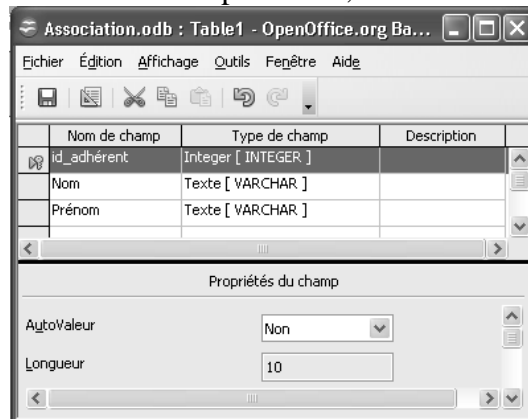 Association.odb : Table1 - OpenOffice.org Ba...
Fichier Édition Affichage Outils Fenêtre Aide
Nom de champ Type de champ Description
id_adhérent Integer [ INTEGER ]
Nom Texte [ VARCHAR ]
Prénom Texte [ VARCHAR ]
Propriétés du champ
AutoValeur Non
Longueur 10